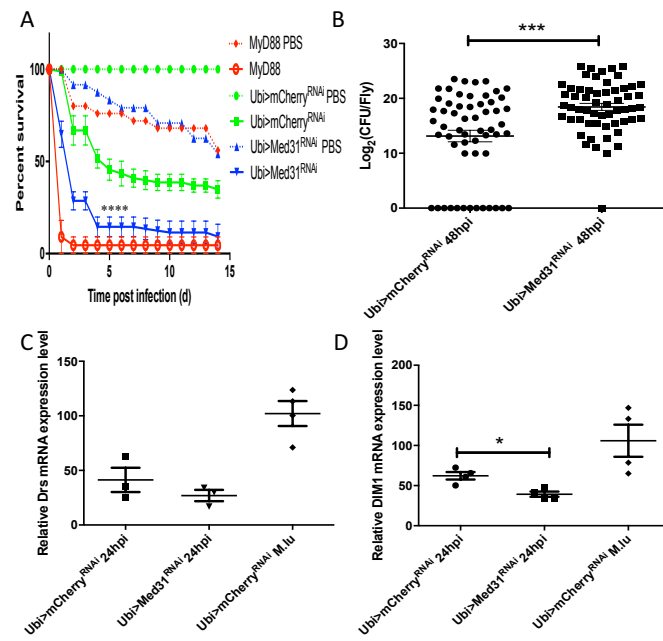 A
Percent survival
100
50
0
0
5
10
15
Time post infection (d)
****
MyD88 PBS
MyD88
Ubi>mCherryRNAi PBS
Ubi>mCherryRNAi
Ubi>Med31RNAi PBS
Ubi>Med31RNAi
B
***
Log2(CFU/Fly)
30
20
10
0
Ubi>mCherryRNAi 48hpi
Ubi>Med31RNAi 48hpi
C
Relative Drs mRNA expression level
150
100
50
0
Ubi>mCherryRNAi 24hpi
Ubi>Med31RNAi 24hpi
Ubi>mCherryRNAi M.lu
D
Relative DIM1 mRNA expression level
200
150
100
50
0
*
Ubi>mCherryRNAi 24hpi
Ubi>Med31RNAi 24hpi
Ubi>mCherryRNAi M.lu